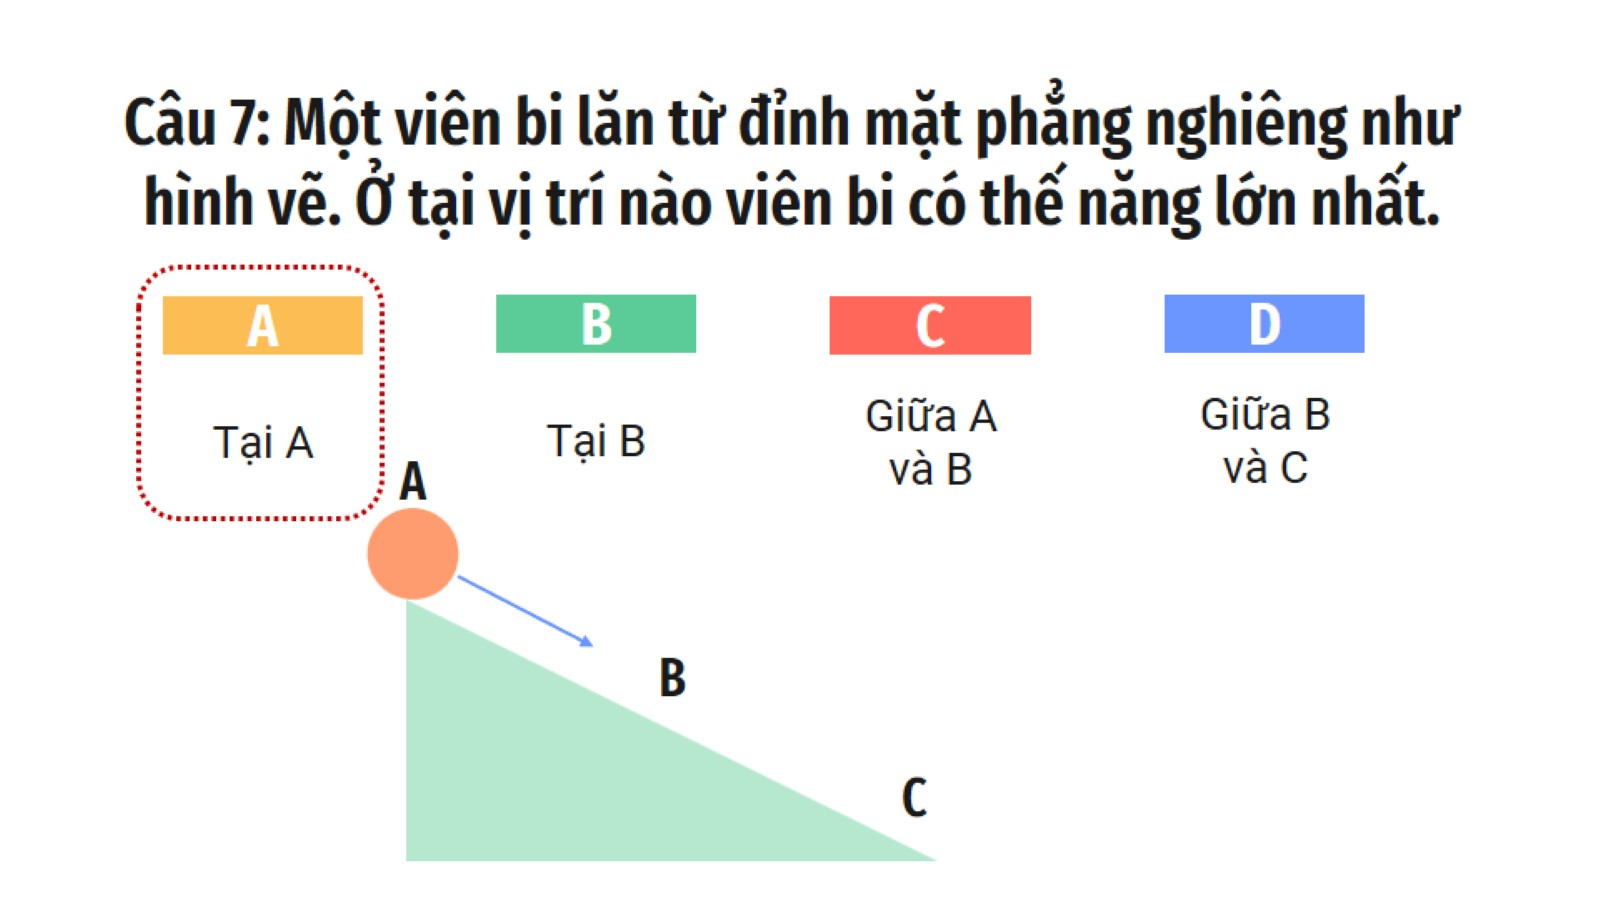 Câu 7: Một viên bi lăn từ đỉnh mặt phẳng nghiêng như
hình vẽ. Ở tại vị trí nào viên bi có thế năng lớn nhất.
A
B
C
D
Tại A
Tại B
Giữa A
và B
Giữa B
và C
A
B
C